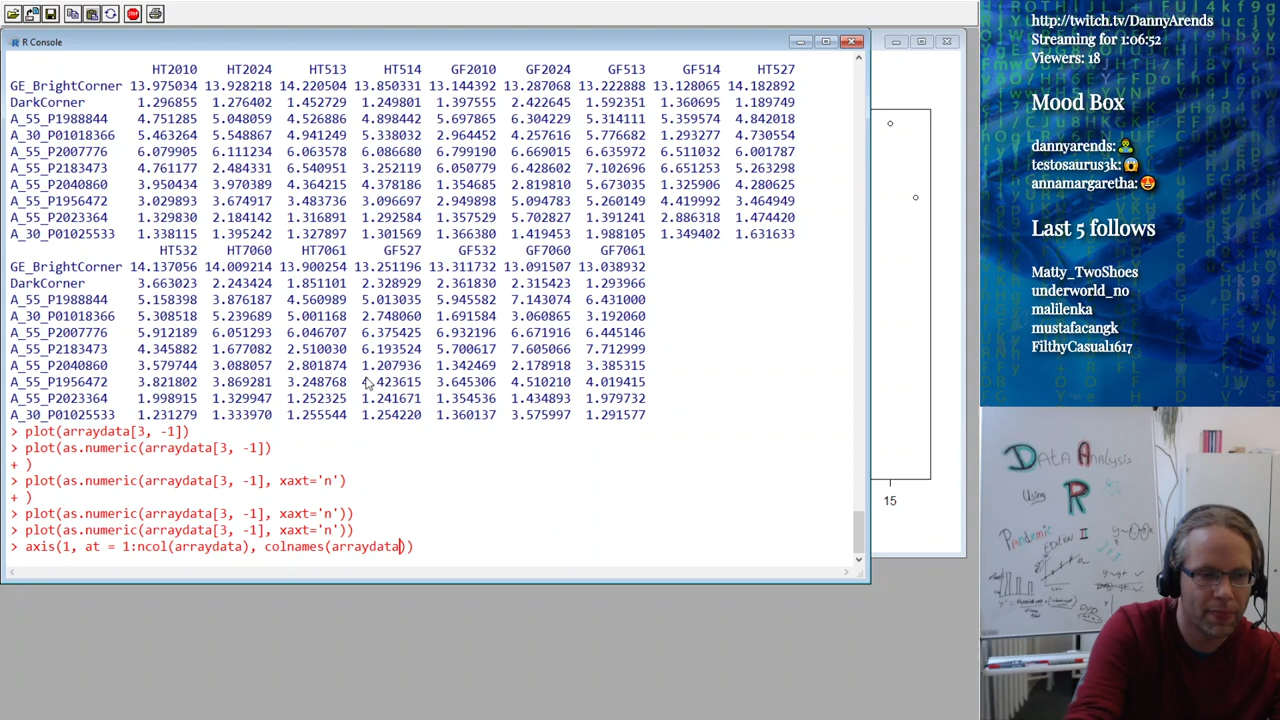 R Console
HT2010 HT2024 HT513 HT514 GF2010 GF2024 GF513 GF514 HT527
GE_BrightCorner 13.975034 13.928218 14.220504 13.850331 13.144392 13.287068 13.222888 13.128065 14.182892
DarkCorner 1.296855 1.276402 1.452729 1.249801 1.397555 2.422645 1.592351 1.360695 1.189749
A_55_P1988844 4.751285 5.048059 4.526886 4.898442 5.697865 6.304229 5.314111 5.359574 4.842018
A_30_P01018366 5.463264 5.548867 4.941249 5.338032 2.964452 4.257616 5.776682 1.293277 4.730554
A_55_P2007776 6.079905 6.111234 6.063578 6.086680 6.799190 6.669015 6.635972 6.511032 6.001787
A_55_P2183473 4.761177 2.484331 6.540951 3.252119 6.050779 6.428602 7.102696 6.651253 5.263298
A_55_P2040860 3.950434 3.970389 4.364215 4.378186 1.354685 2.819810 5.673035 1.325906 4.280625
A_55_P1956472 3.029893 3.674917 3.483736 3.096697 2.949898 5.094783 5.260149 4.419992 3.464949
A_55_P2023364 1.329830 2.184142 1.316891 1.292584 1.357529 5.702827 1.391241 2.886318 1.474420
A_30_P01025533 1.338115 1.395242 1.327897 1.301569 1.366380 1.419453 1.988105 1.349402 1.631633
HT532 HT7060 HT7061 GF527 GF532 GF7060 GF7061
GE_BrightCorner 14.137056 14.009214 13.900254 13.251196 13.311732 13.091507 13.038932
DarkCorner 3.663023 2.243424 1.851101 2.328929 2.361830 2.315423 1.293966
A_55_P1988844 5.158398 3.876187 4.560989 5.013035 5.945582 7.143074 6.431000
A_30_P01018366 5.308518 5.239689 5.001168 2.748060 1.691584 3.060865 3.192060
A_55_P2007776 5.912189 6.051293 6.046707 6.375425 6.932196 6.671916 6.445146
A_55_P2183473 4.345882 1.677082 2.510030 6.193524 5.700617 7.605066 7.712999
A_55_P2040860 3.579744 3.088057 2.801874 1.207936 1.342469 2.178918 3.385315
A_55_P1956472 3.821802 3.869281 3.248768 4.423615 3.645306 4.510210 4.019415
A_55_P2023364 1.998915 1.329947 1.252325 1.241671 1.354536 1.434893 1.979732
A_30_P01025533 1.231279 1.333970 1.255544 1.254220 1.360137 3.575997 1.291577
> plot(arraydata[3, -1])
> plot(as.numeric(arraydata[3, -1])
+ )
> plot(as.numeric(arraydata[3, -1], xaxt='n')
+ )
> plot(as.numeric(arraydata[3, -1], xaxt='n'))
> plot(as.numeric(arraydata[3, -1], xaxt='n'))
> axis(1, at = 1:ncol(arraydata), colnames(arraydata))
15
http://twitch.tv/DannyArends
Streaming for 1:06:52
Viewers: 18
Mood Box
dannyarends:
testosaurus3k:
annamargaretha:
Last 5 follows
Matty_TwoShoes
underworld_no
malilenka
mustafacangk
FilthyCasual1617
DATA ANALYSIS
Using
R
Pandemic
EDITION II